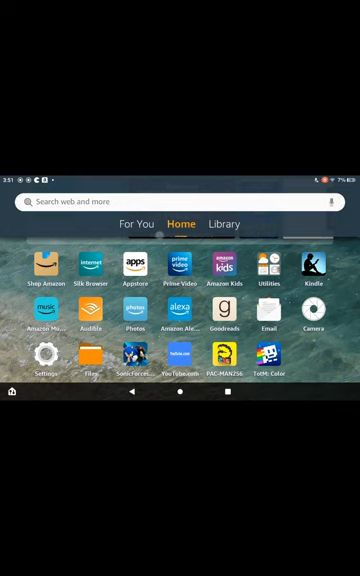 3:51
7%
Search web and more
For You Home Library
internet apps prime video amazon kids
Shop Amazon Silk Browser Appstore Prime Video Amazon Kids Utilities Kindle
music photos alexa g
Amazon Mu... Audible Photos Amazon Ale... Goodreads Email Camera
Settings Files SonicForces... YouTube.com PAC-MAN256 TotM: Color